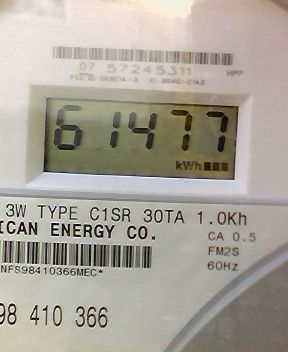 07 57245311 HPP
61477
kWh
3W TYPE C1SR 30TA 1.0Kh
ICAN ENERGY CO.
CA 0.5
FM2S
60Hz
NFS98410366MEC*
98 410 366